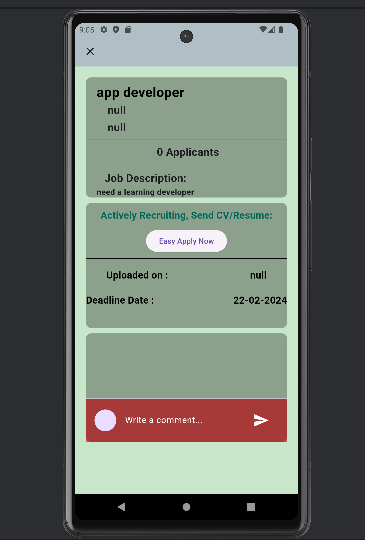 9:05
app developer
null
null
0 Applicants
Job Description:
need a learning developer
Actively Recruiting, Send CV/Resume:
Easy Apply Now
Uploaded on : null
Deadline Date : 22-02-2024
Write a comment...